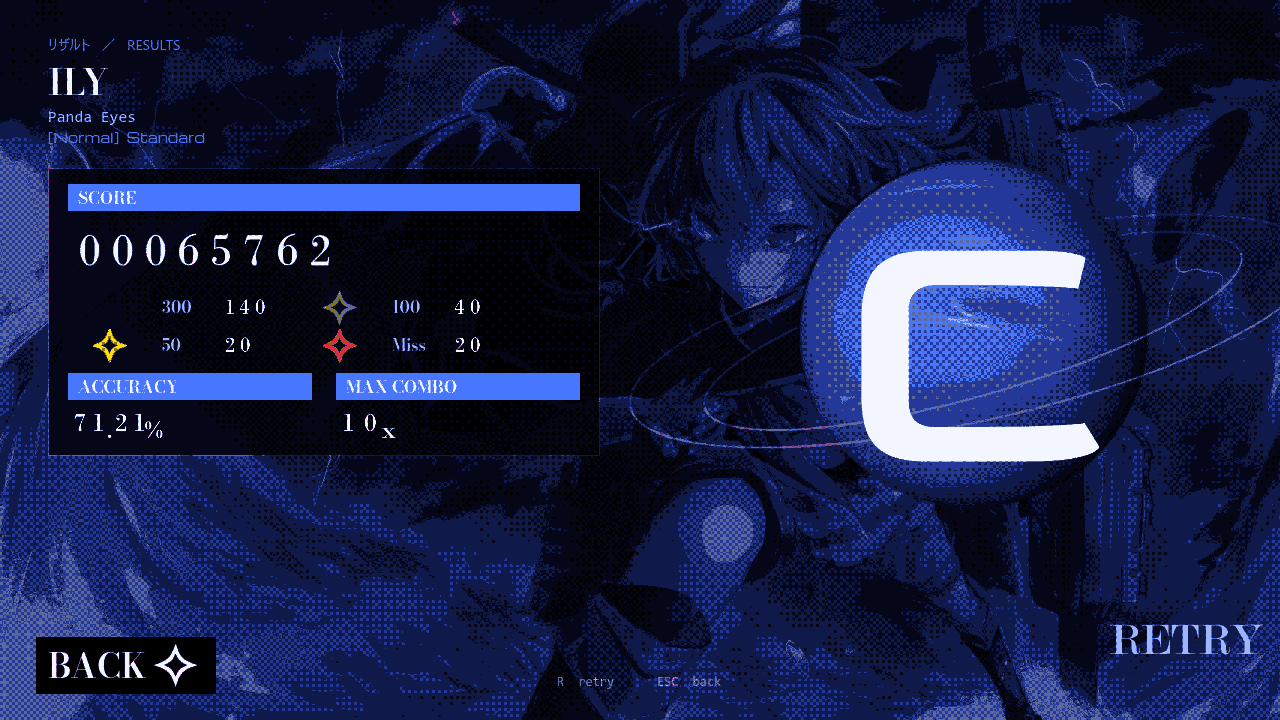 リザルト ／ RESULTS
ILY
Panda Eyes
[Normal] Standard
SCORE
00065762
300 140 100 40
50 20 Miss 20
ACCURACY MAX COMBO
71.21% 10x
C
BACK
RETRY
R retry ESC back